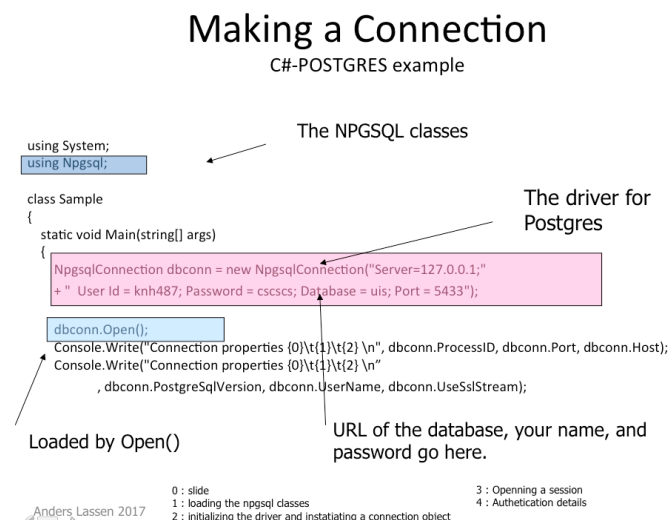 Making a Connection
C#-POSTGRES example
The NPGSQL classes
using System;
using Npgsql;
The driver for
Postgres
class Sample
{
static void Main(string[] args)
{
NpgsqlConnection dbconn = new NpgsqlConnection("Server=127.0.0.1;"
+ " User Id = knh487; Password = cscscs; Database = uis; Port = 5433");
dbconn.Open();
Console.Write("Connection properties {0}\t{1}\t{2} \n", dbconn.ProcessID, dbconn.Port, dbconn.Host);
Console.Write("Connection properties {0}\t{1}\t{2} \n”
, dbconn.PostgreSqlVersion, dbconn.UserName, dbconn.UseSslStream);
Loaded by Open()
URL of the database, your name, and
password go here.
Anders Lassen 2017
0 : slide
1 : loading the npgsql classes
2 : initializing the driver and instatiating a connection object
3 : Openning a session
4 : Authetication details